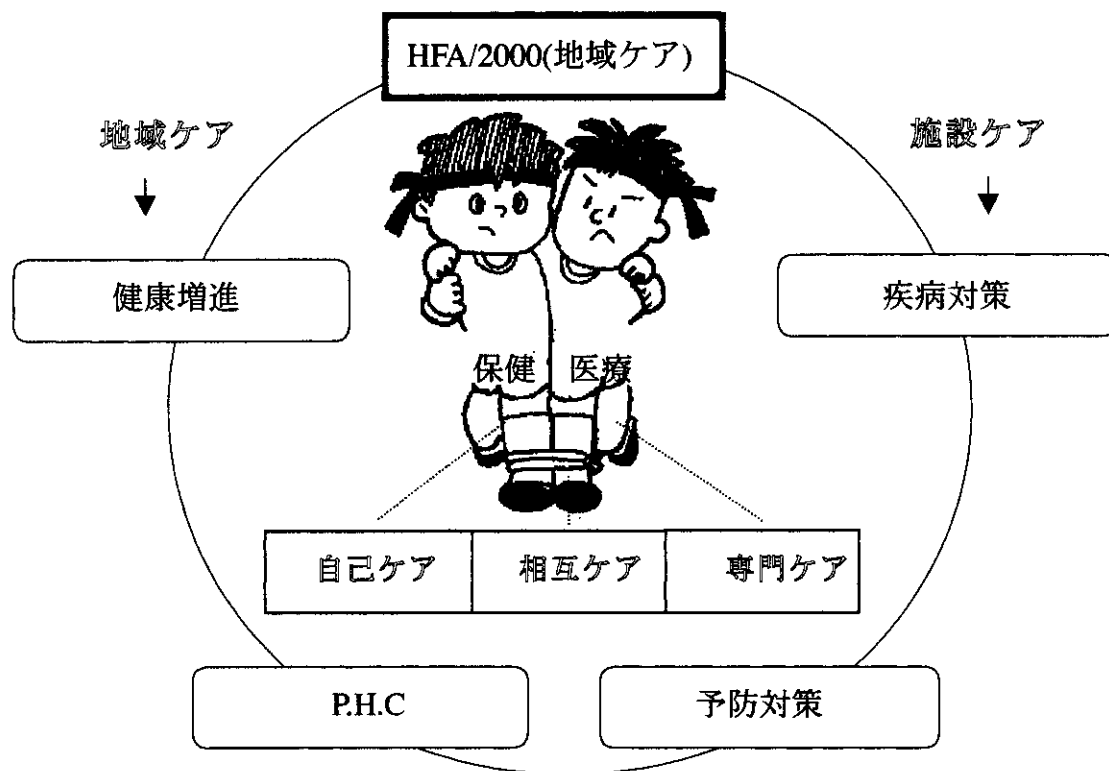 HFA/2000(地域ケア)
地域ケア
施設ケア
↓
↓
健康増進
疾病対策
保健
医療
自己ケア
相互ケア
専門ケア
P.H.C
予防対策